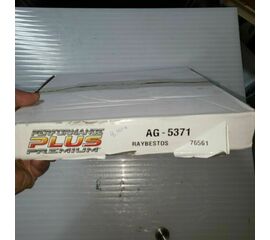 PERFORMANCE
PLUS
PREMIUM
AG - 5371
RAYBESTOS 76561